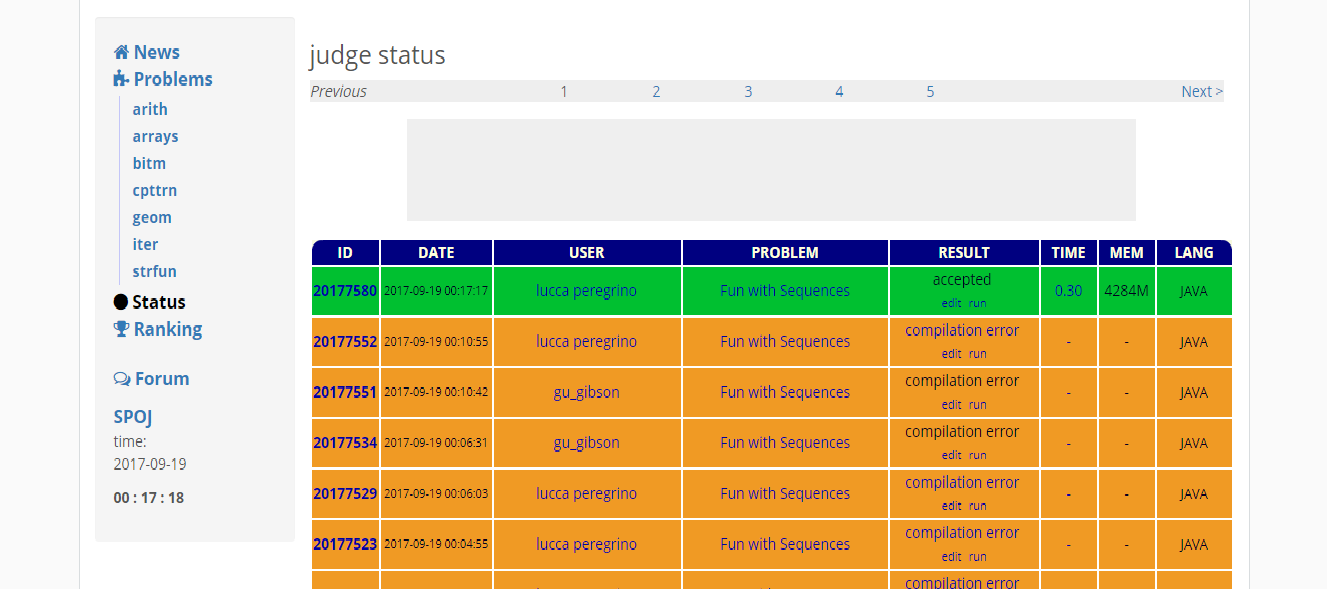 News
Problems
arith
arrays
bitm
cpttrn
geom
iter
strfun
Status
Ranking
Forum
SPOJ
time:
2017-09-19
00 : 17 : 18
judge status
Previous 1 2 3 4 5 Next >
ID DATE USER PROBLEM RESULT TIME MEM LANG
20177580 2017-09-19 00:17:17 lucca peregrino Fun with Sequences accepted 0.30 4284M JAVA
edit run
20177552 2017-09-19 00:10:55 lucca peregrino Fun with Sequences compilation error - - JAVA
edit run
20177551 2017-09-19 00:10:42 gu_gibson Fun with Sequences compilation error - - JAVA
edit run
20177534 2017-09-19 00:06:31 gu_gibson Fun with Sequences compilation error - - JAVA
edit run
20177529 2017-09-19 00:06:03 lucca peregrino Fun with Sequences compilation error - - JAVA
edit run
20177523 2017-09-19 00:04:55 lucca peregrino Fun with Sequences compilation error - - JAVA
edit run
compilation error